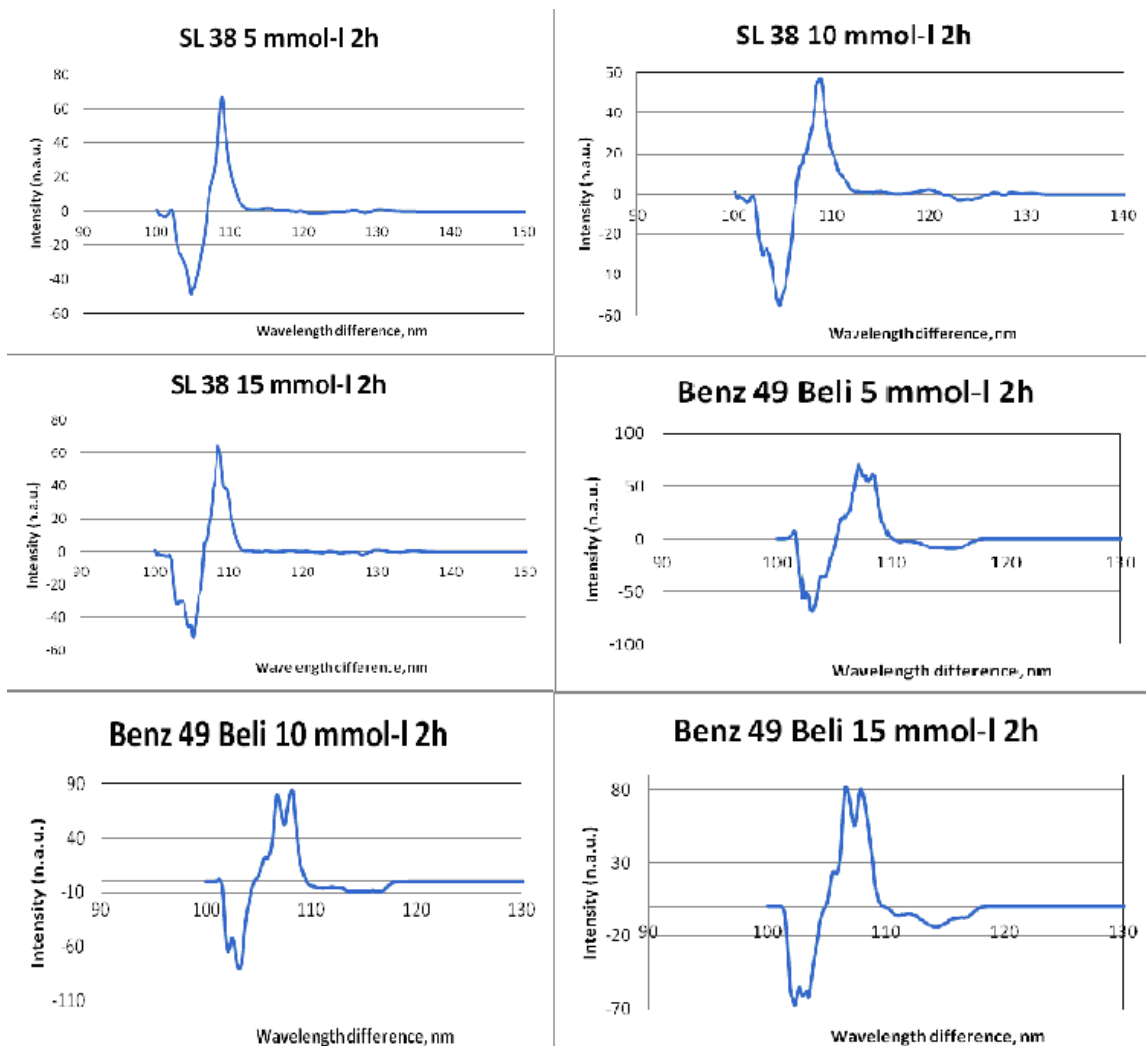 SL 38 5 mmol-l 2h
80
60
40
20
0
-20
-40
-60
90 100 110 120 130 140 150
Intensity (n.a.u.)
Wavelength difference, nm
SL 38 10 mmol-l 2h
50
40
20
0
-20
-10
-60
90 100 110 120 130 140
Intensity (n.a.u.)
Wavelength difference, nm
SL 38 15 mmol-l 2h
80
60
40
20
0
-20
-40
-60
90 100 110 120 130 140 150
Intensity (n.a.u.)
Wave ength difference, nm
Benz 49 Beli 5 mmol-l 2h
100
50
0
-50
-100
90 100 110 120 130
Intensity (n.a.u.)
Wavelength difference, nm
Benz 49 Beli 10 mmol-l 2h
90
40
-10
-60
-110
90 100 110 120 130
Intensity (n.a.u.)
Wavelength difference, nm
Benz 49 Beli 15 mmol-l 2h
80
30
-20
-70
90 100 110 120 130
Intensity (n.a.u.)
Wavelength difference, nm